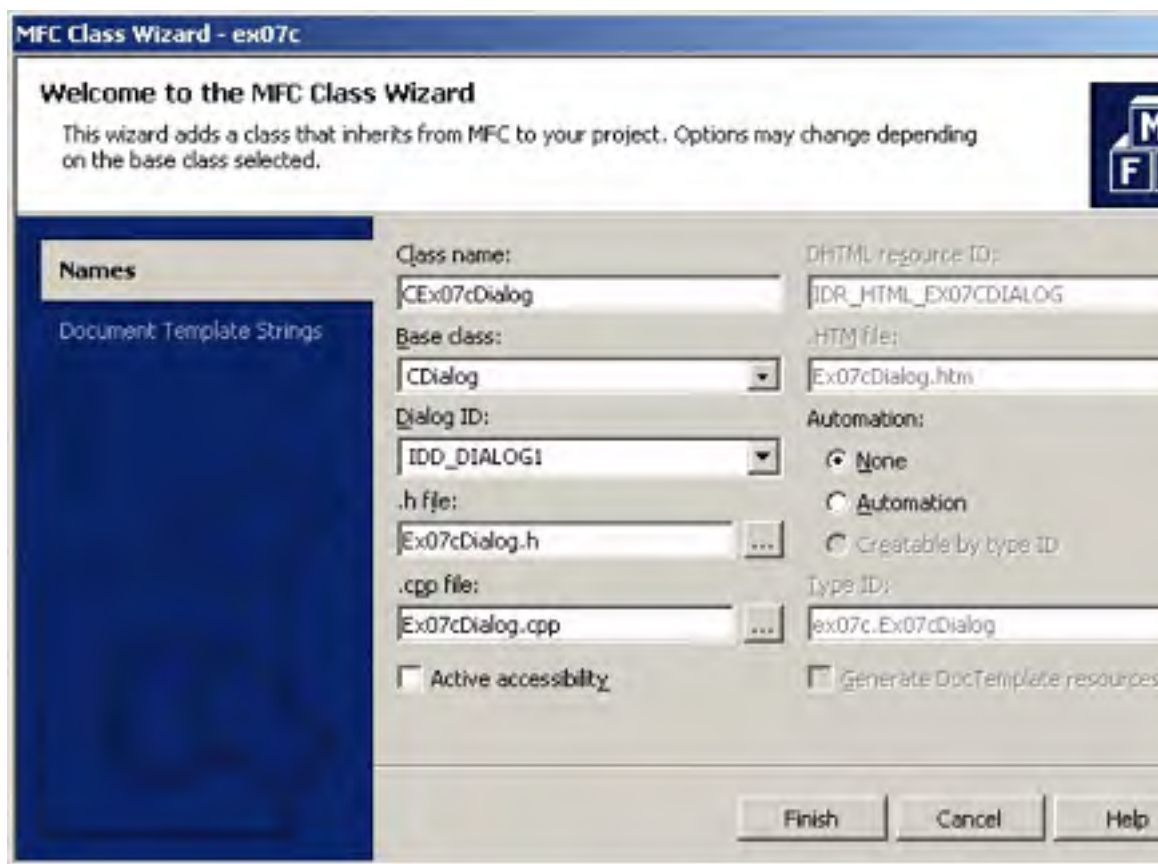 MFC Class Wizard - ex07c
Welcome to the MFC Class Wizard
This wizard adds a class that inherits from MFC to your project. Options may change depending
on the base class selected.
M
F
Names
Document Template Strings
Class name:
CEx07cDialog
Base class:
CDialog
Dialog ID:
IDD_DIALOG1
.h file:
Ex07cDialog.h
...
.cpp file:
Ex07cDialog.cpp
...
Active accessibility
DHTML resource ID:
IDR_HTML_EX07CDIALOG
.HTM file:
Ex07cDialog.htm
Automation:
None
Automation
Creatable by type ID
Type ID:
ex07c.Ex07cDialog
Generate DocTemplate resources
Finish
Cancel
Help